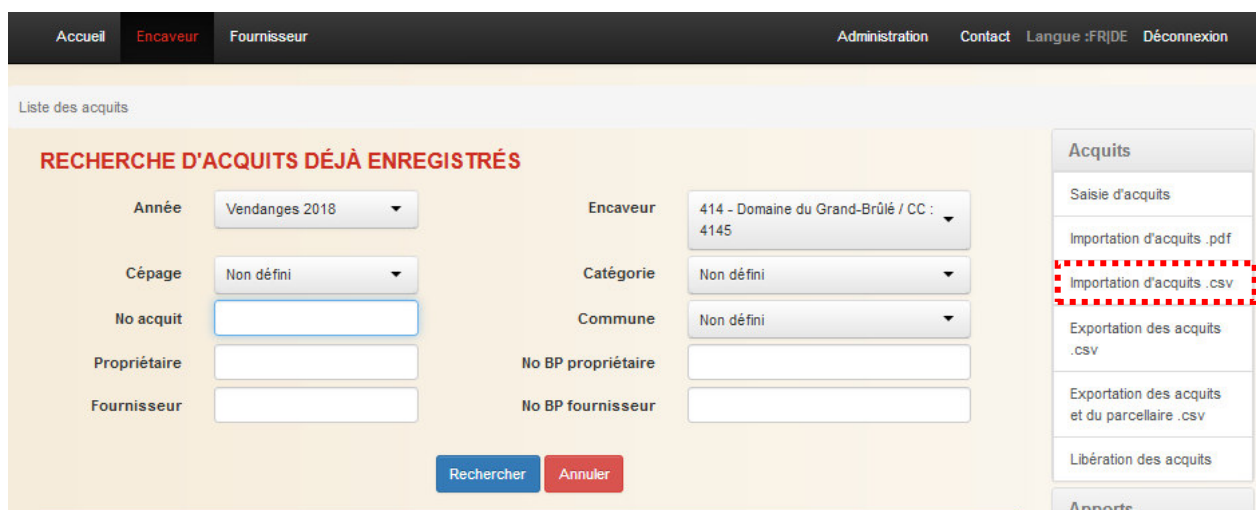 Accueil Encaveur Fournisseur Administration Contact Langue :FR|DE Déconnexion
Liste des acquits
RECHERCHE D'ACQUITS DÉJÀ ENREGISTRÉS
Année Vendanges 2018 Encaveur 414 - Domaine du Grand-Brûlé / CC :
4145
Cépage Non défini Catégorie Non défini
No acquit Commune Non défini
Propriétaire No BP propriétaire
Fournisseur No BP fournisseur
Rechercher Annuler
Acquits
Saisie d'acquits
Importation d'acquits .pdf
Importation d'acquits .csv
Exportation des acquits
.csv
Exportation des acquits
et du parcellaire .csv
Libération des acquits
Apports